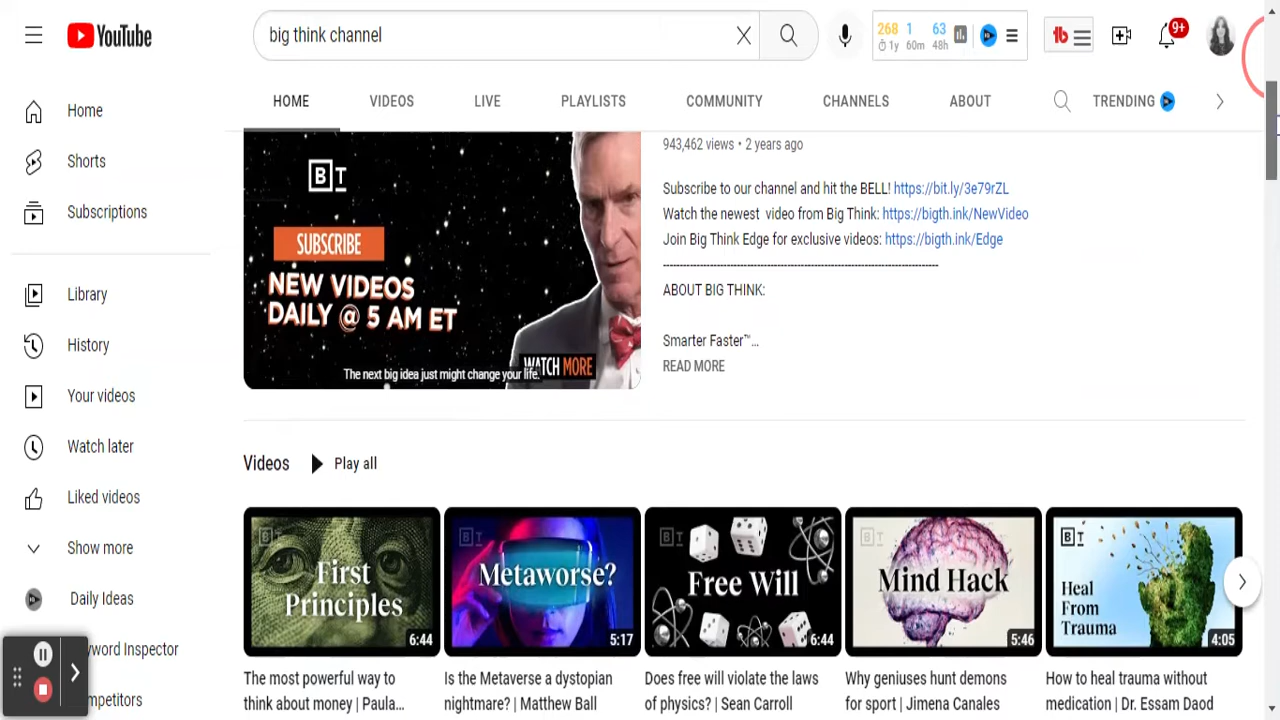 YouTube
big think channel
268 1 63
1y 60m 48h
9+
HOME VIDEOS LIVE PLAYLISTS COMMUNITY CHANNELS ABOUT TRENDING
Home
Shorts
Subscriptions
Library
History
Your videos
Watch later
Liked videos
Show more
Daily Ideas
yword Inspector
mpetitors
BT
SUBSCRIBE
NEW VIDEOS
DAILY @ 5 AM ET
WATCH MORE
The next big idea just might change your life.
943,462 views • 2 years ago
Subscribe to our channel and hit the BELL! https://bit.ly/3e79rZL
Watch the newest video from Big Think: https://bigth.ink/NewVideo
Join Big Think Edge for exclusive videos: https://bigth.ink/Edge
----------------------------------------------------------------------------------
ABOUT BIG THINK:
Smarter Faster™...
READ MORE
Videos Play all
BT
First
Principles
6:44
BT
Metaworse?
5:17
BT
Free Will
6:44
BT
Mind Hack
5:46
BT
Heal
From
Trauma
4:05
The most powerful way to
think about money | Paula...
Is the Metaverse a dystopian
nightmare? | Matthew Ball
Does free will violate the laws
of physics? | Sean Carroll
Why geniuses hunt demons
for sport | Jimena Canales
How to heal trauma without
medication | Dr. Essam Daod